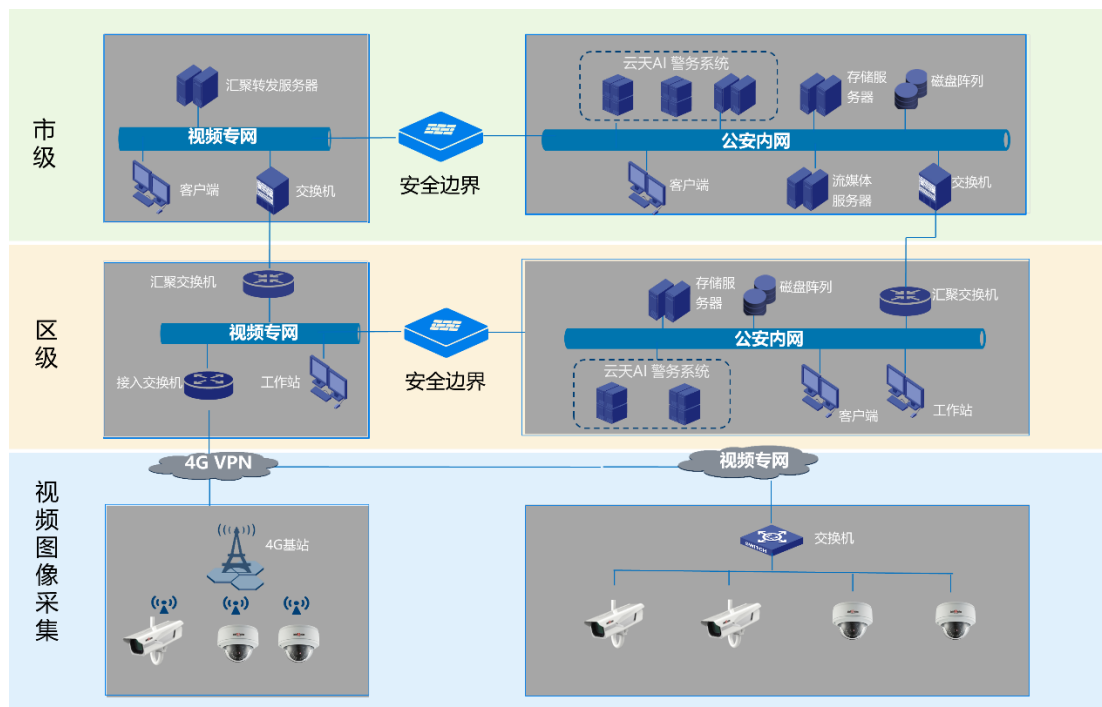 市
级
汇聚转发服务器
视频专网
客户端
交换机
安全边界
云天AI 警务系统
存储服
务器
磁盘阵列
公安内网
客户端
流媒体
服务器
交换机
区
级
汇聚交换机
视频专网
接入交换机
工作站
安全边界
存储服
务器
磁盘阵列
汇聚交换机
公安内网
云天AI 警务系统
客户端
工作站
视
频
图
像
采
集
4G VPN
视频专网
4G基站
交换机
SWITCH